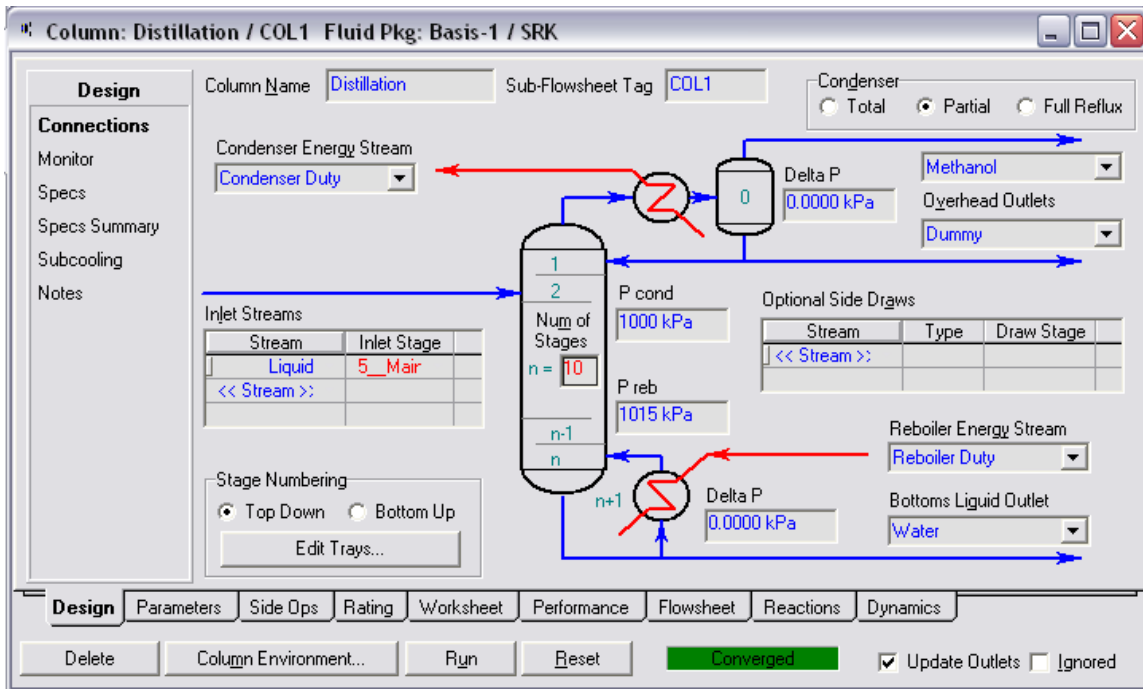 Column: Distillation / COL1 Fluid Pkg: Basis-1 / SRK
Design
Connections
Monitor
Specs
Specs Summary
Subcooling
Notes
Column Name Distillation Sub-Flowsheet Tag COL1
Condenser
Total Partial Full Reflux
Condenser Energy Stream
Condenser Duty
0
Delta P
0.0000 kPa
Methanol
Overhead Outlets
Dummy
1
2
Num of
Stages
n = 10
n-1
n
n+1
P cond
1000 kPa
P reb
1015 kPa
Inlet Streams
Stream Inlet Stage
Liquid 5__Mair
<< Stream >>
Optional Side Draws
Stream Type Draw Stage
<< Stream >>
Stage Numbering
Top Down Bottom Up
Edit Trays...
Delta P
0.0000 kPa
Reboiler Energy Stream
Reboiler Duty
Bottoms Liquid Outlet
Water
Design Parameters Side Ops Rating Worksheet Performance Flowsheet Reactions Dynamics
Delete Column Environment... Run Reset Converged Update Outlets Ignored